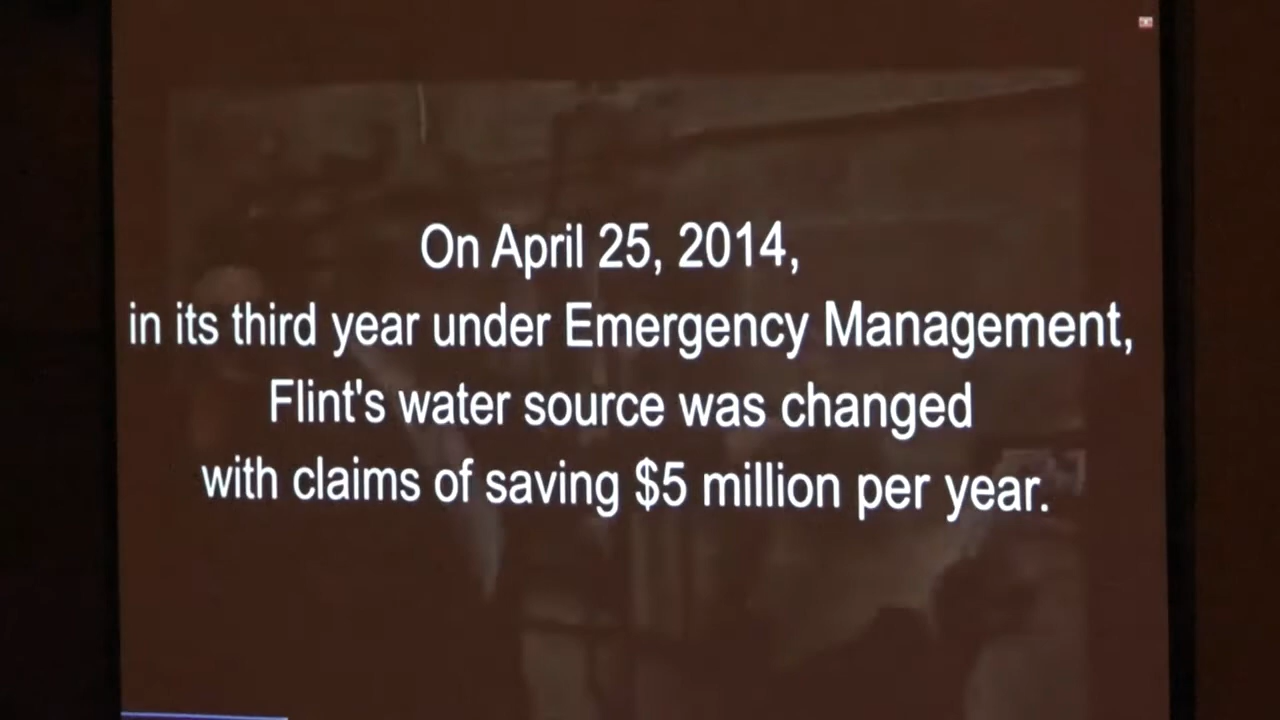 On April 25, 2014,
in its third year under Emergency Management,
Flint's water source was changed
with claims of saving $5 million per year.